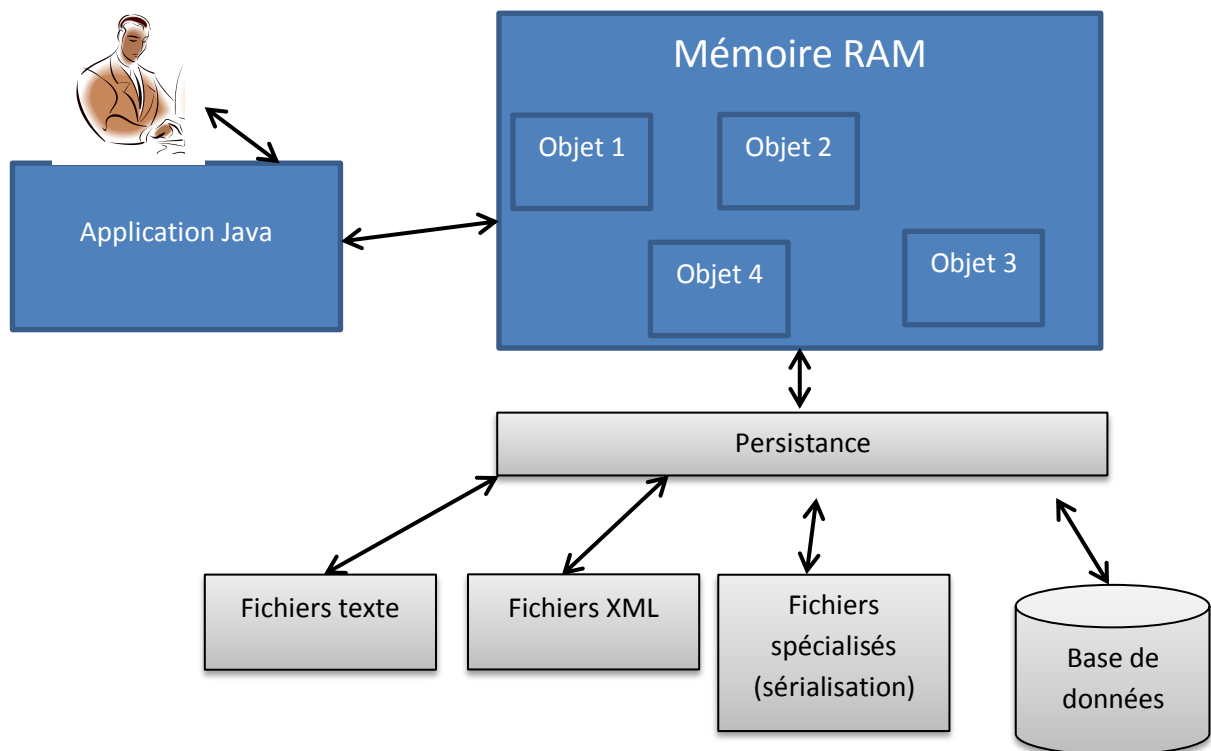 Mémoire RAM
Objet 1
Objet 2
Application Java
Objet 4
Objet 3
Persistance
Fichiers texte
Fichiers XML
Fichiers
spécialisés
(sérialisation)
Base de
données